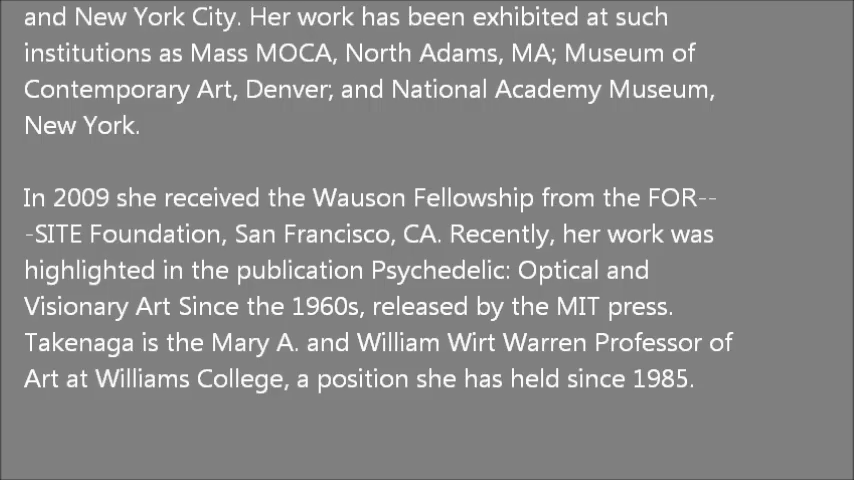 and New York City. Her work has been exhibited at such
institutions as Mass MOCA, North Adams, MA; Museum of
Contemporary Art, Denver; and National Academy Museum,
New York.
In 2009 she received the Wauson Fellowship from the FOR--
-SITE Foundation, San Francisco, CA. Recently, her work was
highlighted in the publication Psychedelic: Optical and
Visionary Art Since the 1960s, released by the MIT press.
Takenaga is the Mary A. and William Wirt Warren Professor of
Art at Williams College, a position she has held since 1985.